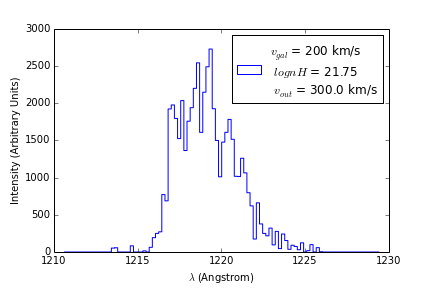 3000
2500
2000
1500
1000
500
0
1210
1215
1220
1225
1230
Intensity (Arbitrary Units)
λ (Angstrom)
v_gal = 200 km/s
lognH = 21.75
v_out = 300.0 km/s